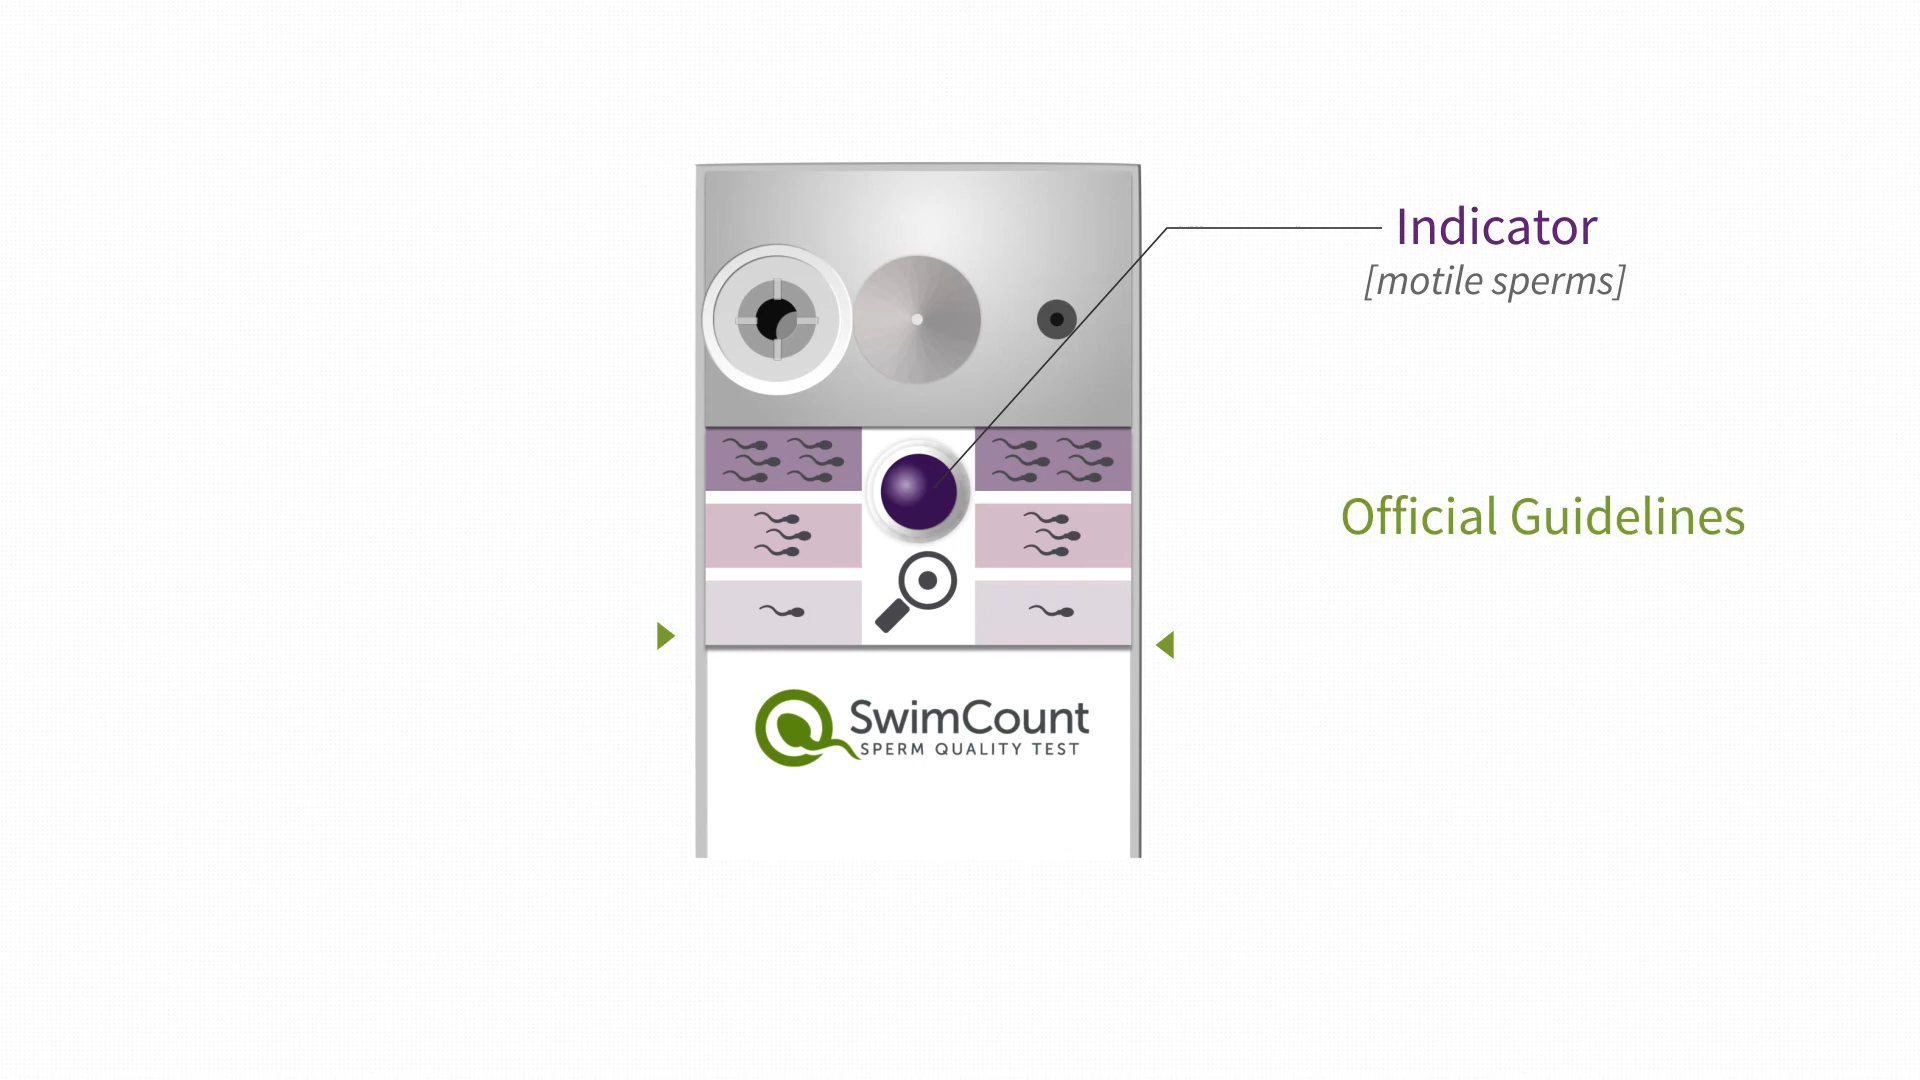 Indicator
[motile sperms]
Official Guidelines
SwimCount
SPERM QUALITY TEST